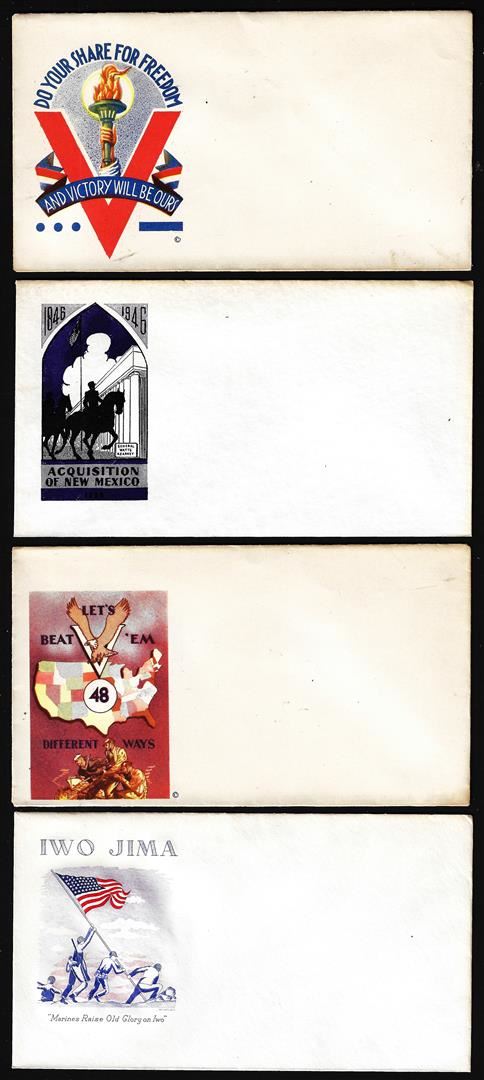 DO YOUR SHARE FOR FREEDOM
AND VICTORY WILL BE OURS
©
1846 1946
GENERAL
WATTS
KEARNEY
ACQUISITION
OF NEW MEXICO
LET'S
BEAT 'EM
48
DIFFERENT WAYS
©
IWO JIMA
"Marines Raise Old Glory on Iwo"